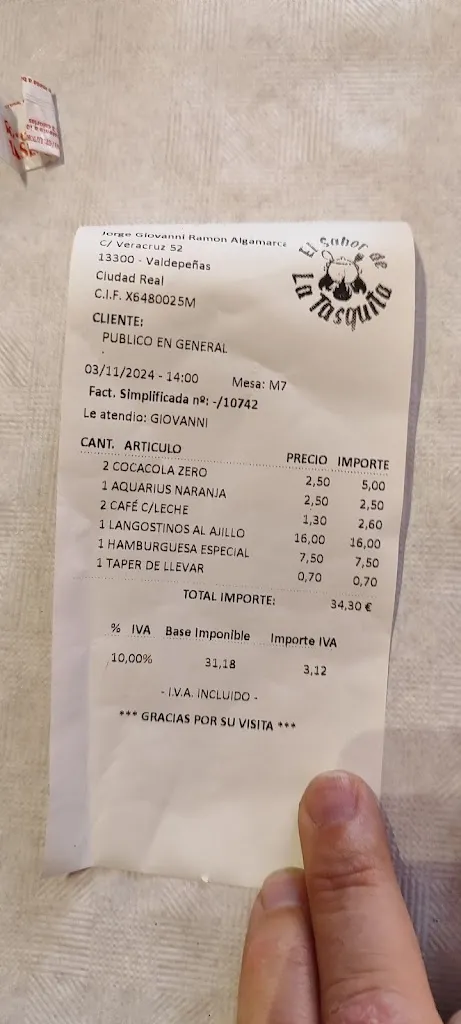 Jorge Giovanni Ramon Algamarca
C/ Veracruz 52
13300 - Valdepeñas
Ciudad Real
C.I.F. X6480025M
El Sabor de
La Tasquita
CLIENTE:
PUBLICO EN GENERAL
.
03/11/2024 - 14:00 Mesa: M7
Fact. Simplificada nº: -/10742
Le atendio: GIOVANNI
CANT. ARTICULO PRECIO IMPORTE
2 COCACOLA ZERO 2,50 5,00
1 AQUARIUS NARANJA 2,50 2,50
2 CAFÉ C/LECHE 1,30 2,60
1 LANGOSTINOS AL AJILLO 16,00 16,00
1 HAMBURGUESA ESPECIAL 7,50 7,50
1 TAPER DE LLEVAR 0,70 0,70
TOTAL IMPORTE: 34,30 €
% IVA Base Imponible Importe IVA
10,00% 31,18 3,12
- I.V.A. INCLUIDO -
*** GRACIAS POR SU VISITA ***